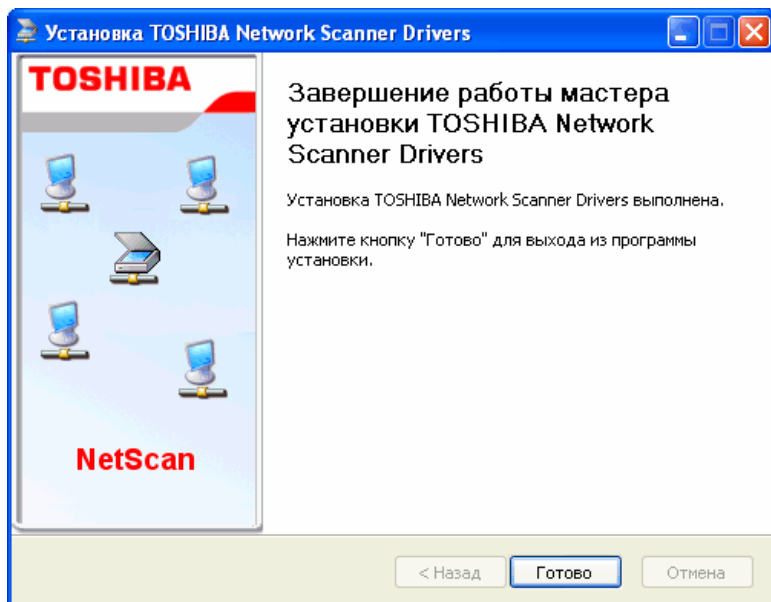 Установка TOSHIBA Network Scanner Drivers
TOSHIBA
Завершение работы мастера
установки TOSHIBA Network
Scanner Drivers
Установка TOSHIBA Network Scanner Drivers выполнена.
Нажмите кнопку "Готово" для выхода из программы
установки.
NetScan
< Назад
Готово
Отмена